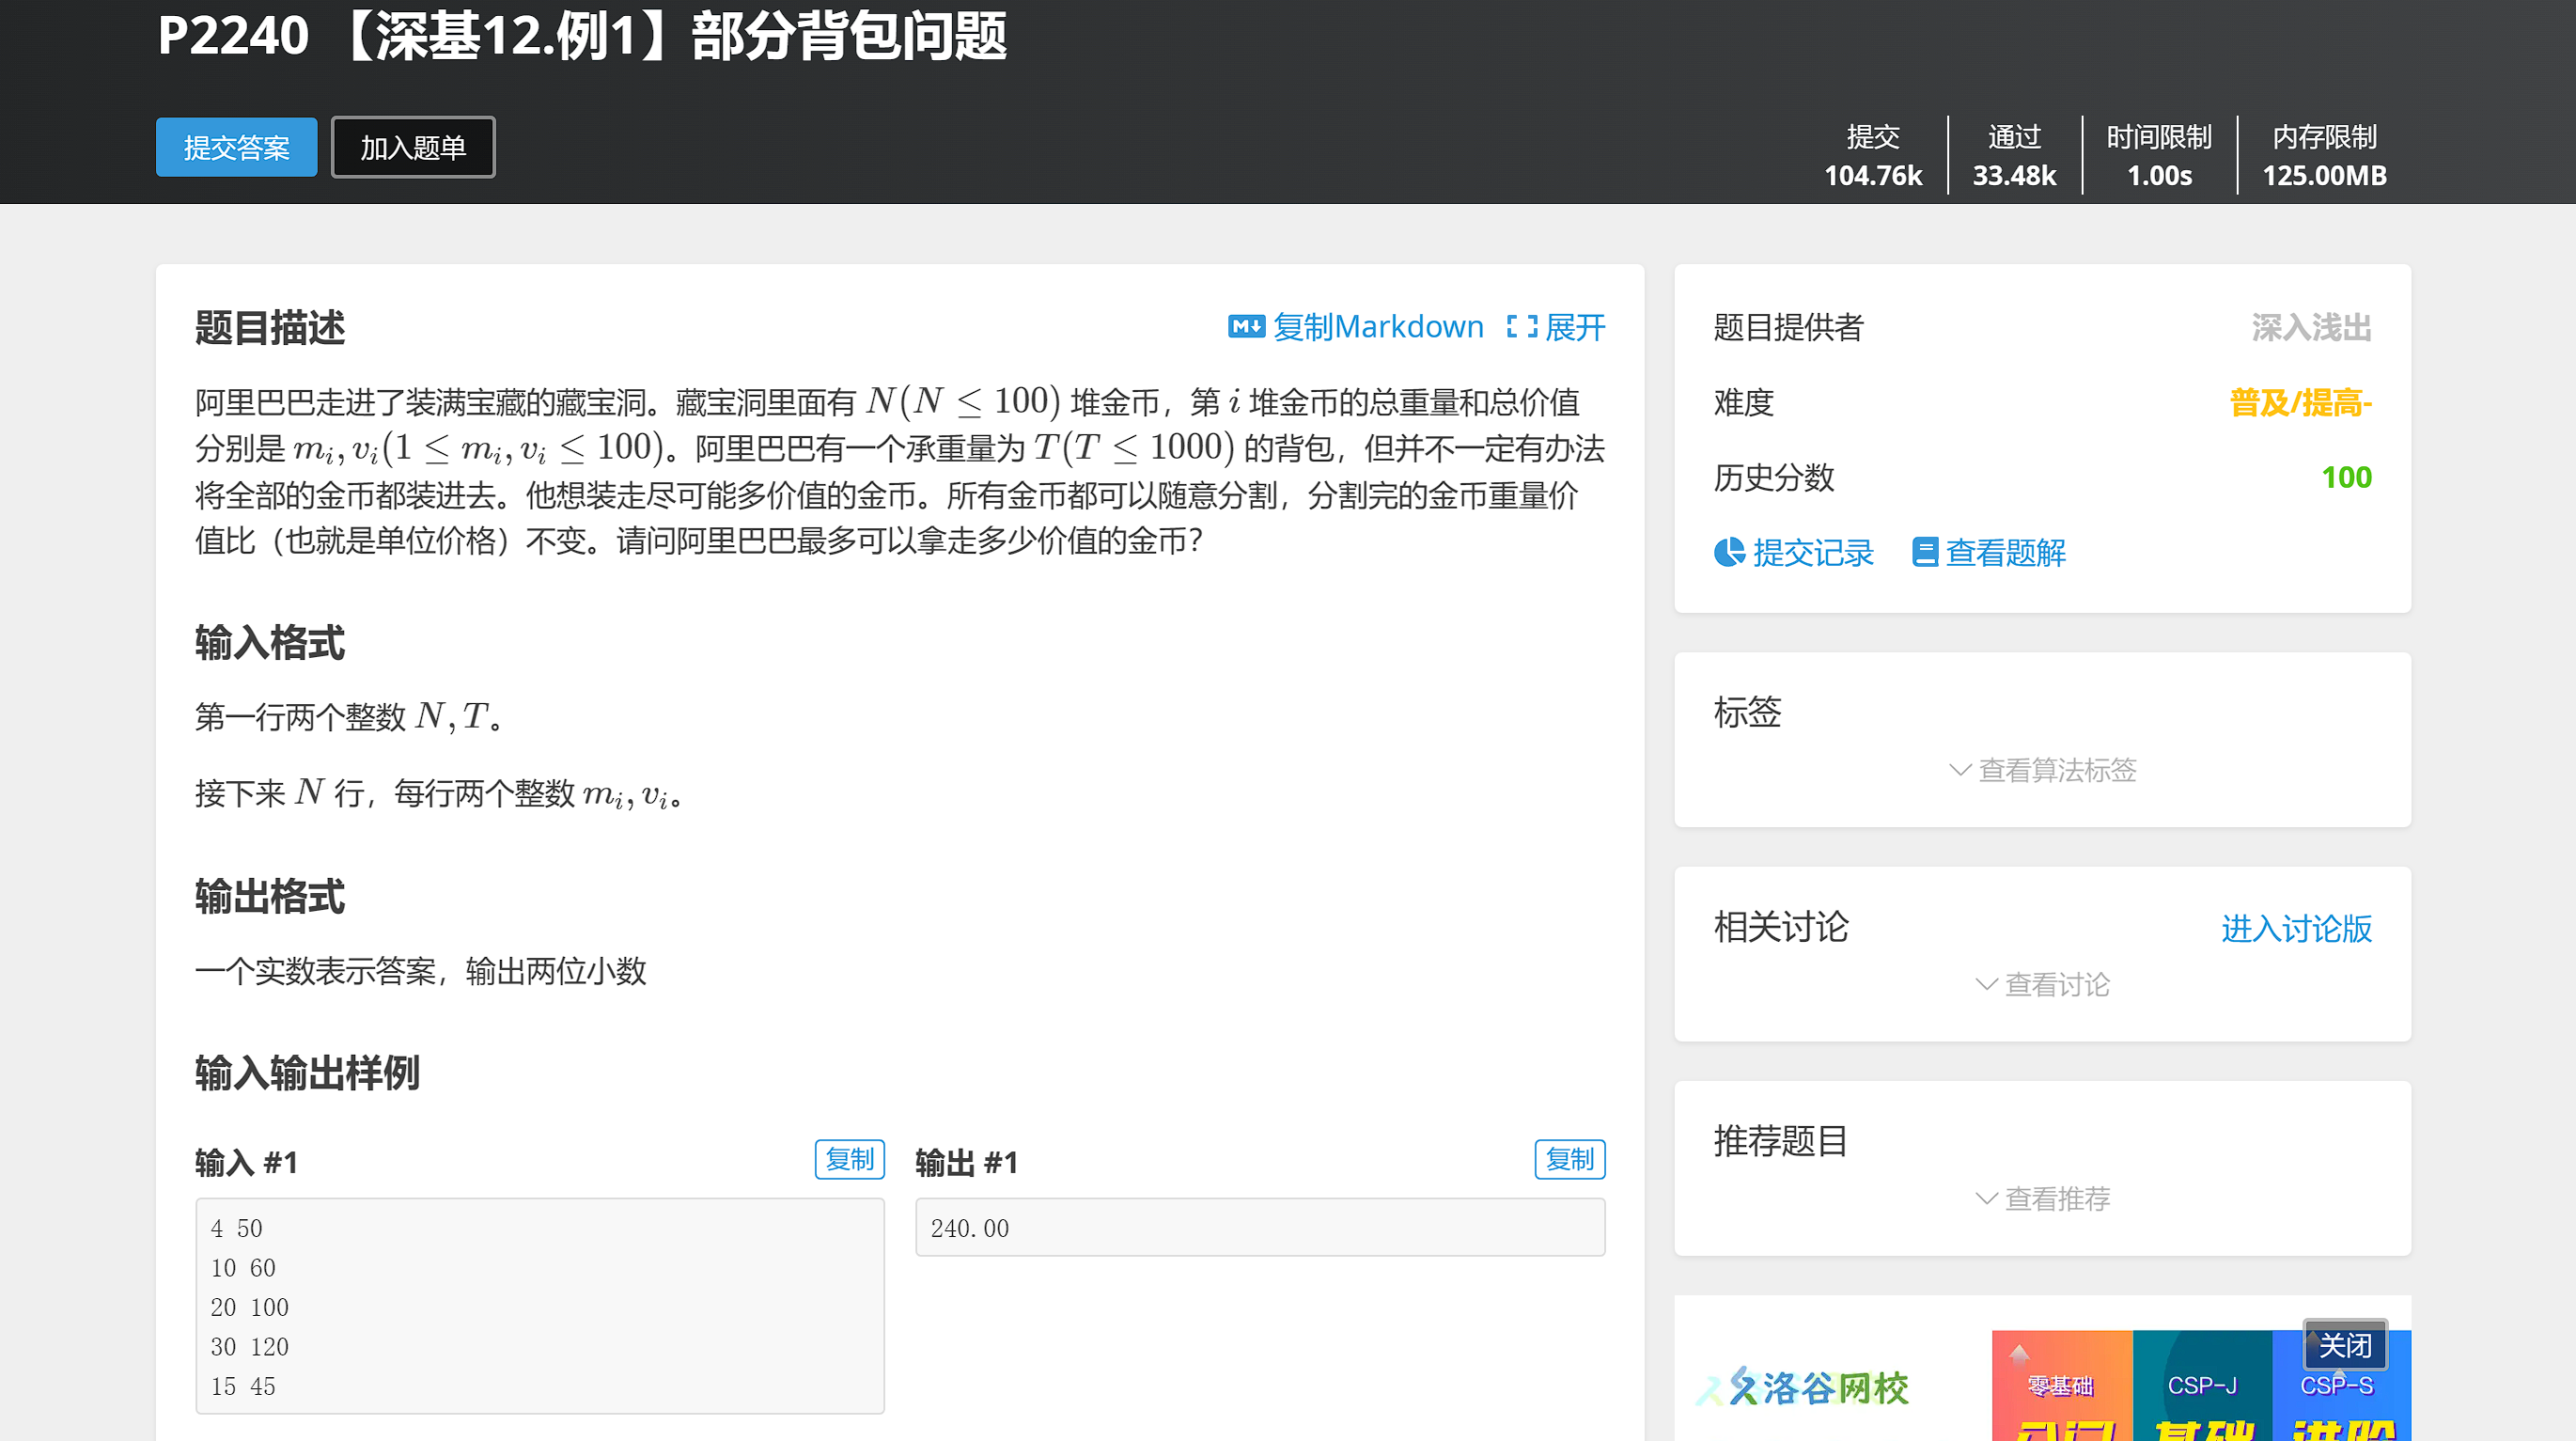 P2240 【深基12.例1】部分背包问题
提交答案
加入题单
提交
104.76k
通过
33.48k
时间限制
1.00s
内存限制
125.00MB
题目描述
复制Markdown
展开
阿里巴巴走进了装满宝藏的藏宝洞。藏宝洞里面有 N(N ≤ 100) 堆金币，第 i 堆金币的总重量和总价值
分别是 mᵢ, vᵢ(1 ≤ mᵢ, vᵢ ≤ 100)。阿里巴巴有一个承重量为 T(T ≤ 1000) 的背包，但并不一定有办法
将全部的金币都装进去。他想装走尽可能多价值的金币。所有金币都可以随意分割，分割完的金币重量价
值比（也就是单位价格）不变。请问阿里巴巴最多可以拿走多少价值的金币？
输入格式
第一行两个整数 N, T。
接下来 N 行，每行两个整数 mᵢ, vᵢ。
输出格式
一个实数表示答案，输出两位小数
输入输出样例
输入 #1
复制
4 50
10 60
20 100
30 120
15 45
输出 #1
复制
240.00
题目提供者
深入浅出
难度
普及/提高-
历史分数
100
提交记录
查看题解
标签
查看算法标签
相关讨论
进入讨论版
查看讨论
推荐题目
查看推荐
洛谷网校
关闭
零基础
CSP-J
CSP-S
基础
进阶